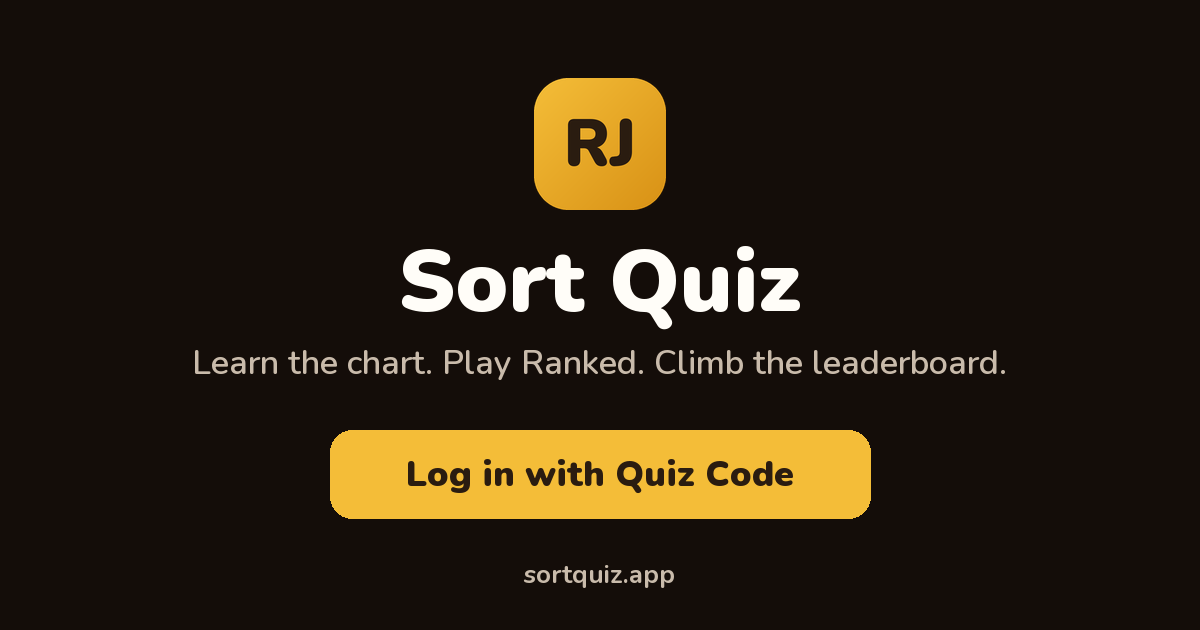 RJ
Sort Quiz
Learn the chart. Play Ranked. Climb the leaderboard.
Log in with Quiz Code
sortquiz.app